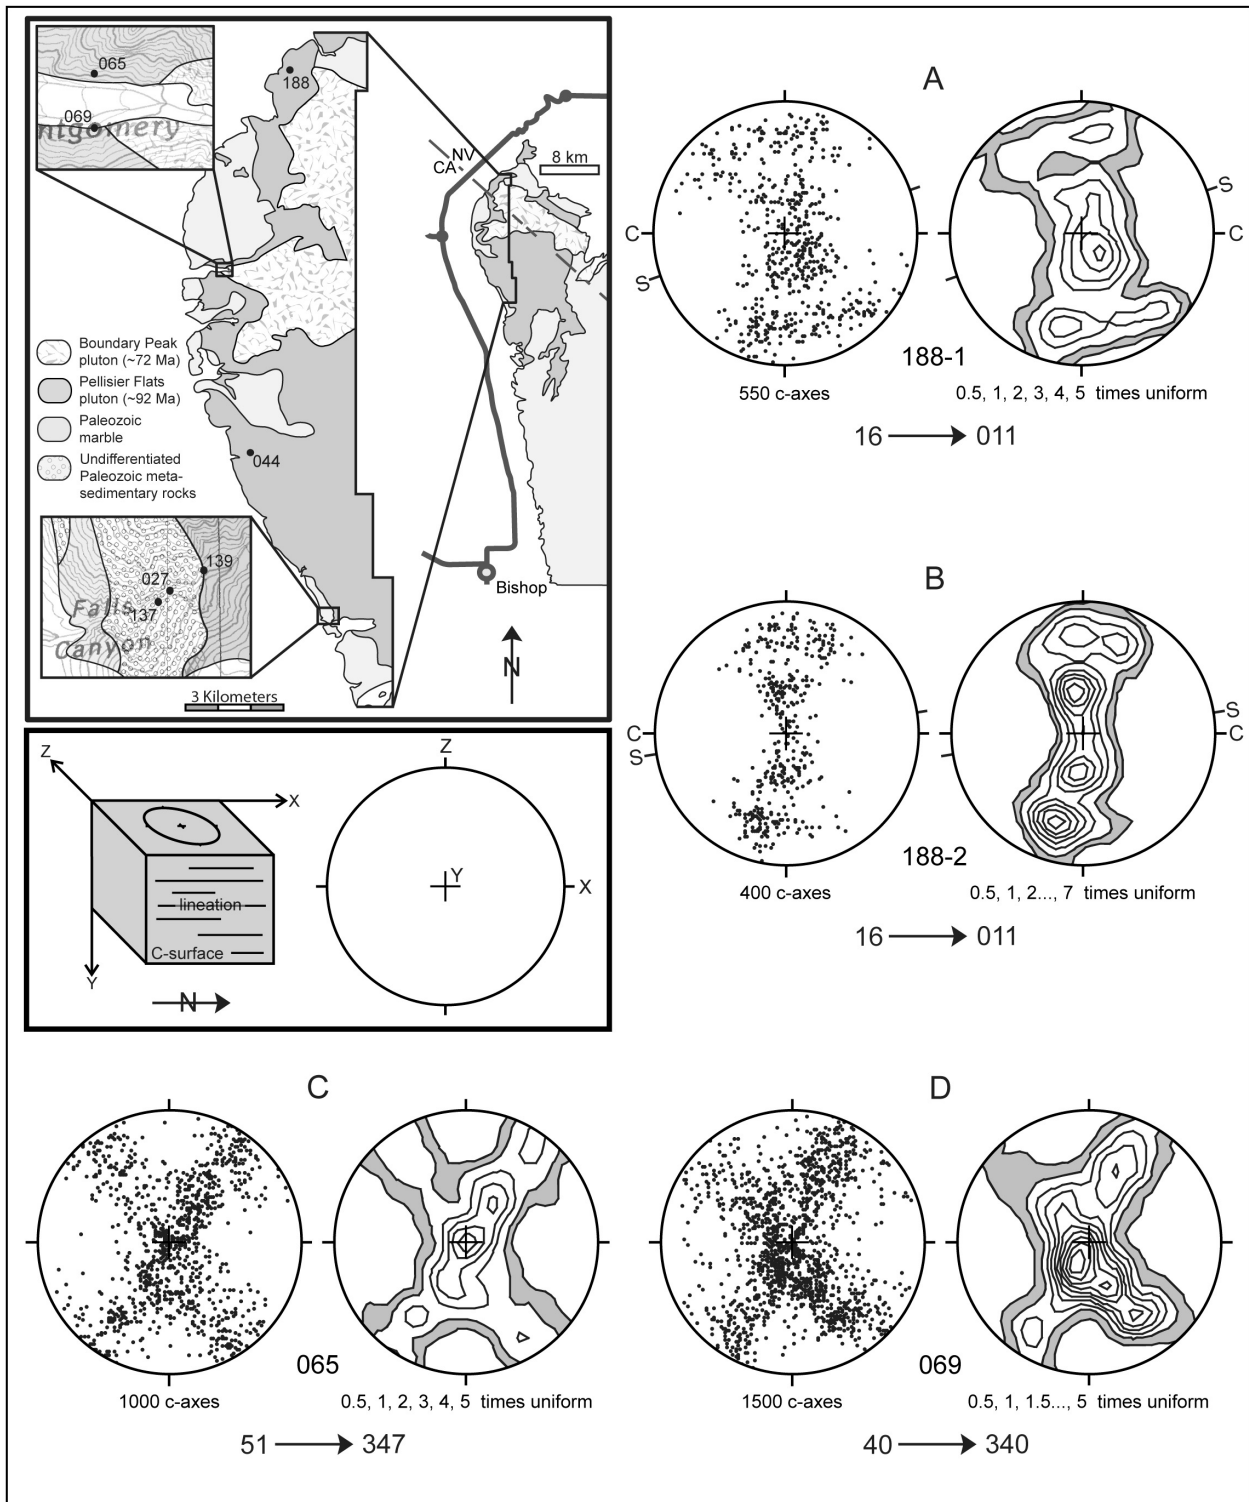 065
069
ntgomery
188
NV
CA
8 km
Boundary Peak
pluton (~72 Ma)
Pellisier Flats
pluton (~92 Ma)
Paleozoic
marble
Undifferentiated
Paleozoic meta-
sedimentary rocks
044
139
027
137
Falls
Canyon
Bishop
N
3 Kilometers
A
C
S
S
C
188-1
550 c-axes
0.5, 1, 2, 3, 4, 5 times uniform
16 → 011
B
C
S
S
C
188-2
400 c-axes
0.5, 1, 2..., 7 times uniform
16 → 011
Z
X
lineation
C-surface
Y
N
Z
Y
X
C
065
1000 c-axes
0.5, 1, 2, 3, 4, 5 times uniform
51 → 347
D
069
1500 c-axes
0.5, 1, 1.5..., 5 times uniform
40 → 340